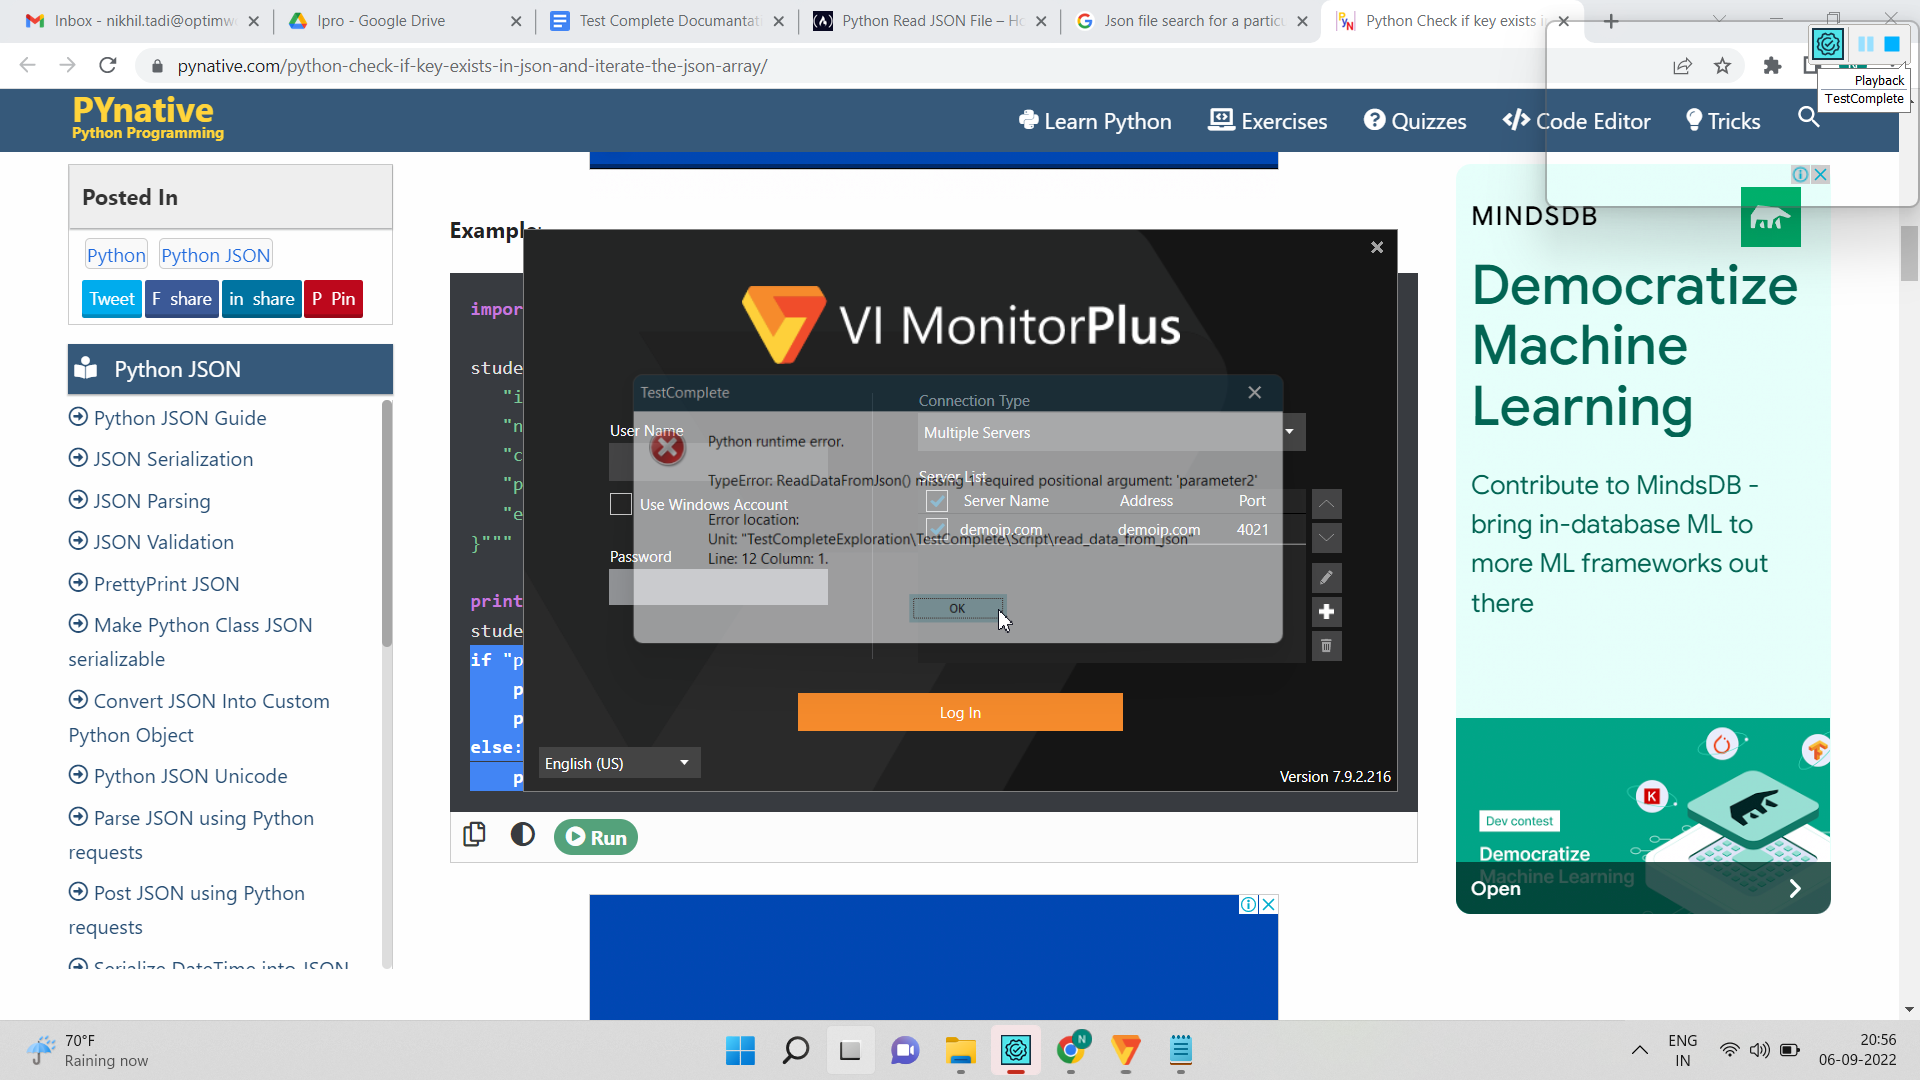 Inbox - nikhil.tadi@optimw
Ipro - Google Drive
Test Complete Documantat
Python Read JSON File – Ho
Json file search for a particu
Python Check if key exists i
pynative.com/python-check-if-key-exists-in-json-and-iterate-the-json-array/
Playback
TestComplete
PYnative
Python Programming
Learn Python
Exercises
Quizzes
Code Editor
Tricks
Posted In
Python
Python JSON
Tweet
F share
in share
P Pin
Python JSON
Python JSON Guide
JSON Serialization
JSON Parsing
JSON Validation
PrettyPrint JSON
Make Python Class JSON
serializable
Convert JSON Into Custom
Python Object
Python JSON Unicode
Parse JSON using Python
requests
Post JSON using Python
requests
Serialize DateTime into JSON
Example:
impor
stude
"i
"n
"c
"p
"e
}"""
print
stude
if "p
p
p
else:
p
Run
VI MonitorPlus
User Name
Use Windows Account
Password
Connection Type
Multiple Servers
Server List
Server Name Address Port
demoip.com demoip.com 4021
Log In
English (US)
Version 7.9.2.216
TestComplete
Python runtime error.
TypeError: ReadDataFromJson() missing 1 required positional argument: 'parameter2'
Error location:
Unit: "TestCompleteExploration\TestComplete\Script\read_data_from_json"
Line: 12 Column: 1.
OK
MINDSDB
Democratize
Machine
Learning
Contribute to MindsDB -
bring in-database ML to
more ML frameworks out
there
Dev contest
Democratize
Machine Learning
K
Open
70°F
Raining now
N
ENG
IN
20:56
06-09-2022